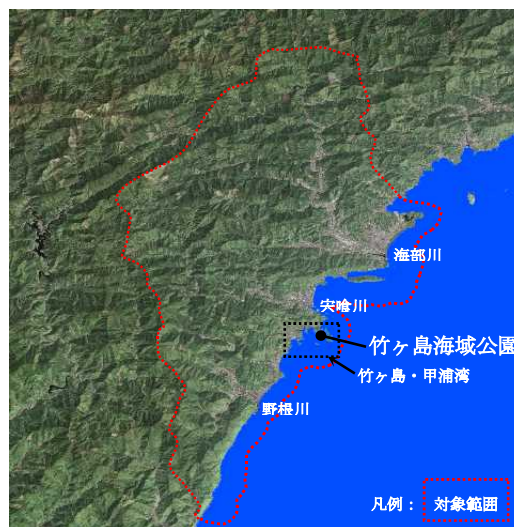 海部川
宍喰川
竹ヶ島海域公園
竹ヶ島・甲浦湾
野根川
凡例：
対象範囲